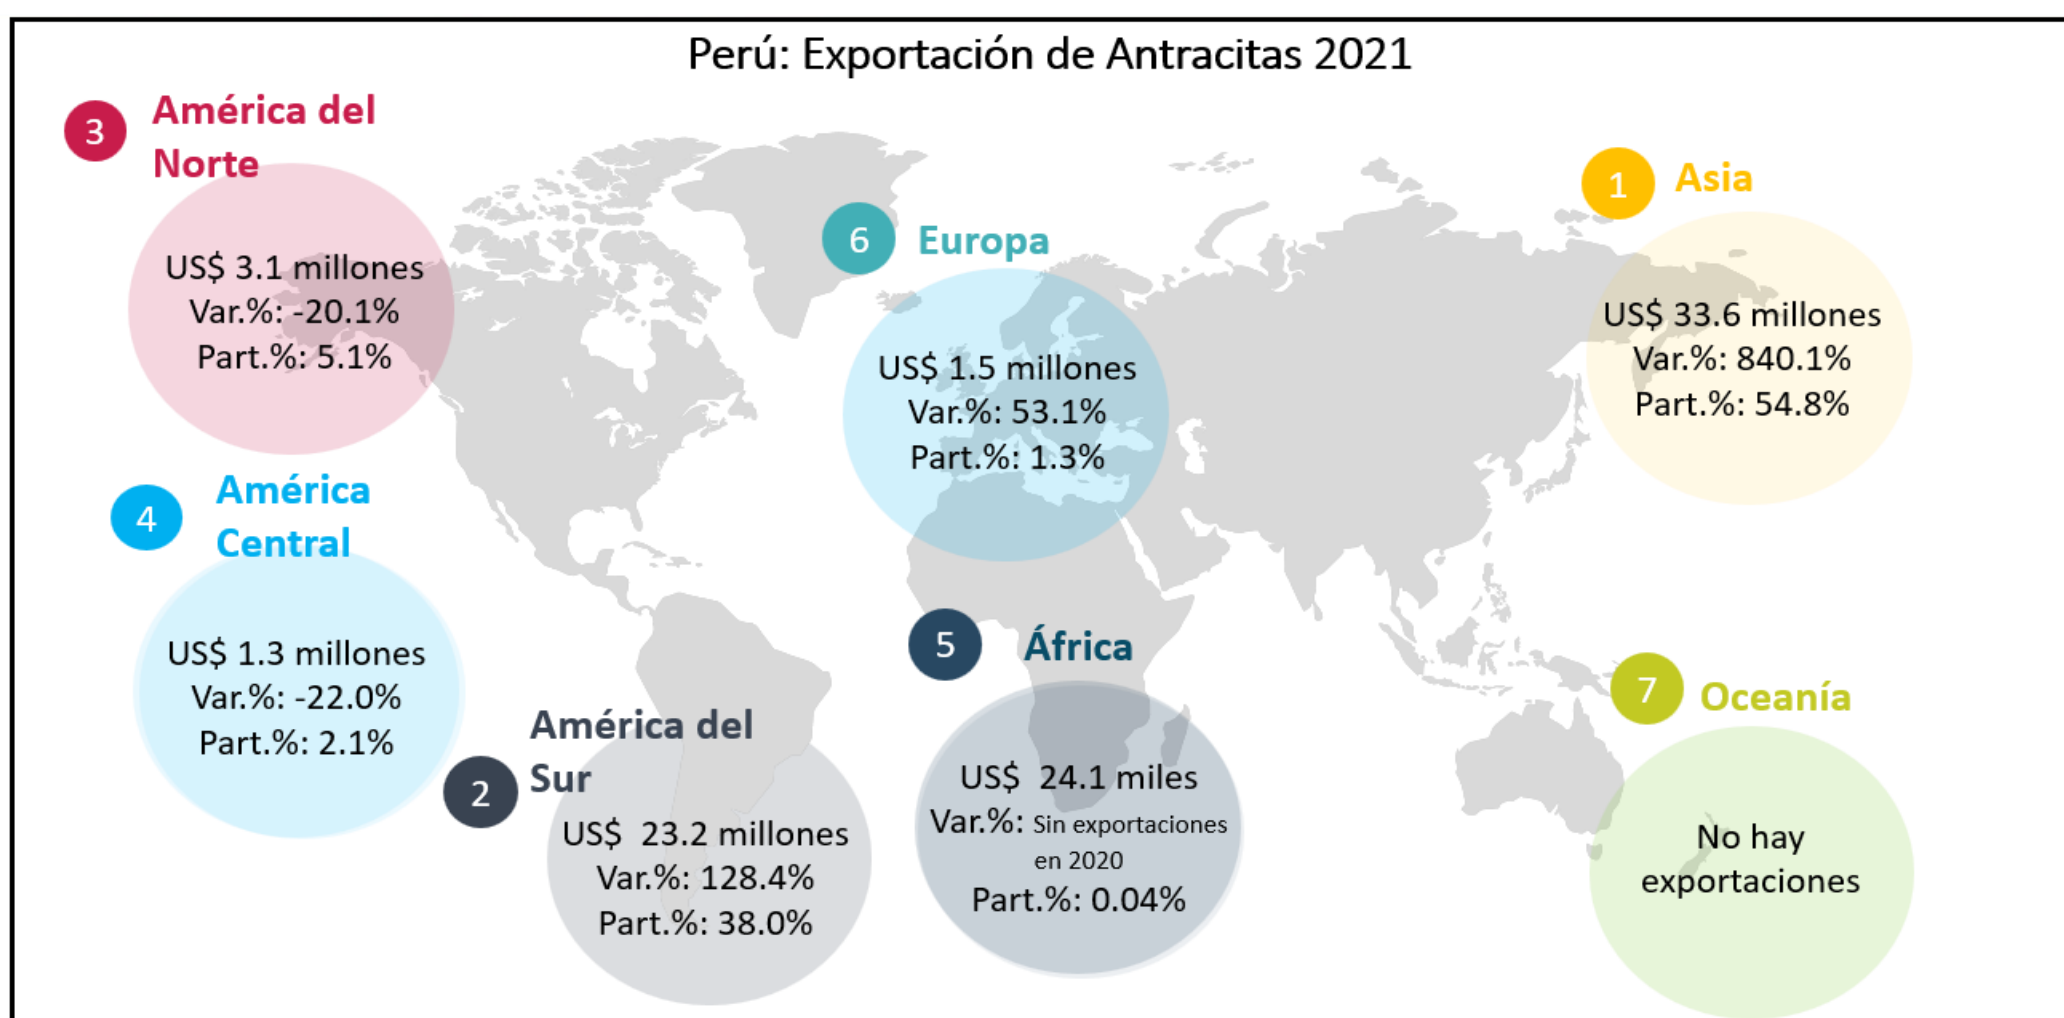 Perú: Exportación de Antracitas 2021
3
América del
Norte
US$ 3.1 millones
Var.%: -20.1%
Part.%: 5.1%
6
Europa
US$ 1.5 millones
Var.%: 53.1%
Part.%: 1.3%
1
Asia
US$ 33.6 millones
Var.%: 840.1%
Part.%: 54.8%
4
América
Central
US$ 1.3 millones
Var.%: -22.0%
Part.%: 2.1%
2
América del
Sur
US$ 23.2 millones
Var.%: 128.4%
Part.%: 38.0%
5
África
US$ 24.1 miles
Var.%: Sin exportaciones
en 2020
Part.%: 0.04%
7
Oceanía
No hay
exportaciones